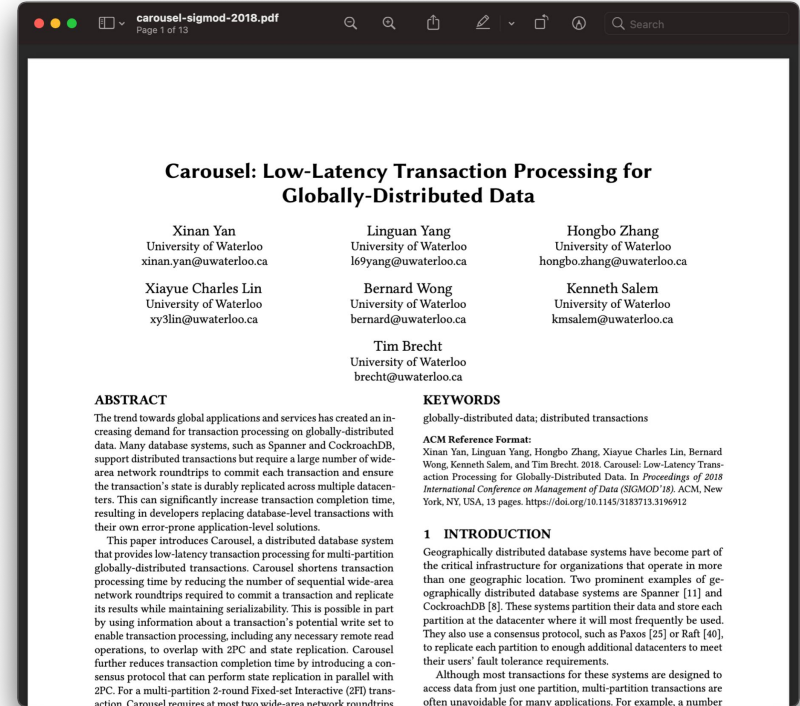 carousel-sigmod-2018.pdf
Page 1 of 13
Search
Carousel: Low-Latency Transaction Processing for
Globally-Distributed Data
Xinan Yan
University of Waterloo
xinan.yan@uwaterloo.ca
Linguan Yang
University of Waterloo
l69yang@uwaterloo.ca
Hongbo Zhang
University of Waterloo
hongbo.zhang@uwaterloo.ca
Xiayue Charles Lin
University of Waterloo
xy3lin@uwaterloo.ca
Bernard Wong
University of Waterloo
bernard@uwaterloo.ca
Kenneth Salem
University of Waterloo
kmsalem@uwaterloo.ca
Tim Brecht
University of Waterloo
brecht@uwaterloo.ca
ABSTRACT
The trend towards global applications and services has created an in-
creasing demand for transaction processing on globally-distributed
data. Many database systems, such as Spanner and CockroachDB,
support distributed transactions but require a large number of wide-
area network roundtrips to commit each transaction and ensure
the transaction's state is durably replicated across multiple datacen-
ters. This can significantly increase transaction completion time,
resulting in developers replacing database-level transactions with
their own error-prone application-level solutions.
This paper introduces Carousel, a distributed database system
that provides low-latency transaction processing for multi-partition
globally-distributed transactions. Carousel shortens transaction
processing time by reducing the number of sequential wide-area
network roundtrips required to commit a transaction and replicate
its results while maintaining serializability. This is possible in part
by using information about a transaction's potential write set to
enable transaction processing, including any necessary remote read
operations, to overlap with 2PC and state replication. Carousel
further reduces transaction completion time by introducing a con-
sensus protocol that can perform state replication in parallel with
2PC. For a multi-partition 2-round Fixed-set Interactive (2FI) trans-
action, Carousel requires at most two wide-area network roundtrips
KEYWORDS
globally-distributed data; distributed transactions
ACM Reference Format:
Xinan Yan, Linguan Yang, Hongbo Zhang, Xiayue Charles Lin, Bernard
Wong, Kenneth Salem, and Tim Brecht. 2018. Carousel: Low-Latency Trans-
action Processing for Globally-Distributed Data. In Proceedings of 2018
International Conference on Management of Data (SIGMOD'18). ACM, New
York, NY, USA, 13 pages. https://doi.org/10.1145/3183713.3196912
1 INTRODUCTION
Geographically distributed database systems have become part of
the critical infrastructure for organizations that operate in more
than one geographic location. Two prominent examples of ge-
ographically distributed database systems are Spanner [11] and
CockroachDB [8]. These systems partition their data and store each
partition at the datacenter where it will most frequently be used.
They also use a consensus protocol, such as Paxos [25] or Raft [40],
to replicate each partition to enough additional datacenters to meet
their users' fault tolerance requirements.
Although most transactions for these systems are designed to
access data from just one partition, multi-partition transactions are
often unavoidable for many applications. For example, a number